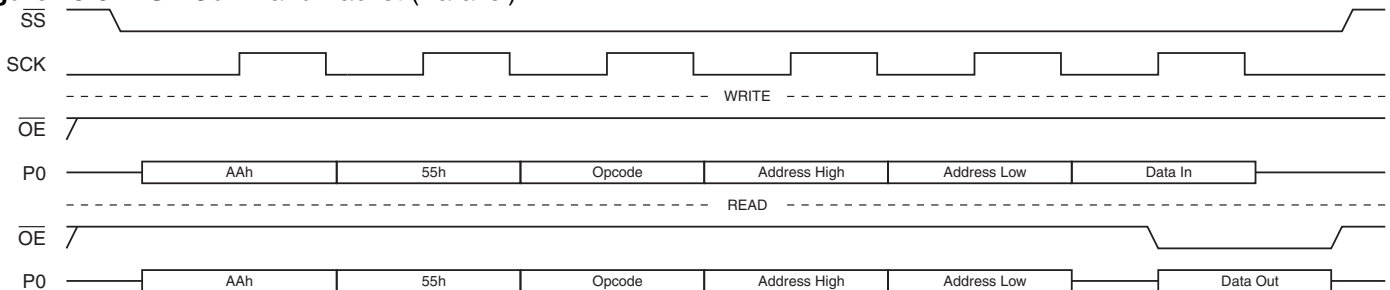 SS
SCK
WRITE
OE
P0 AAh 55h Opcode Address High Address Low Data In
READ
OE
P0 AAh 55h Opcode Address High Address Low Data Out